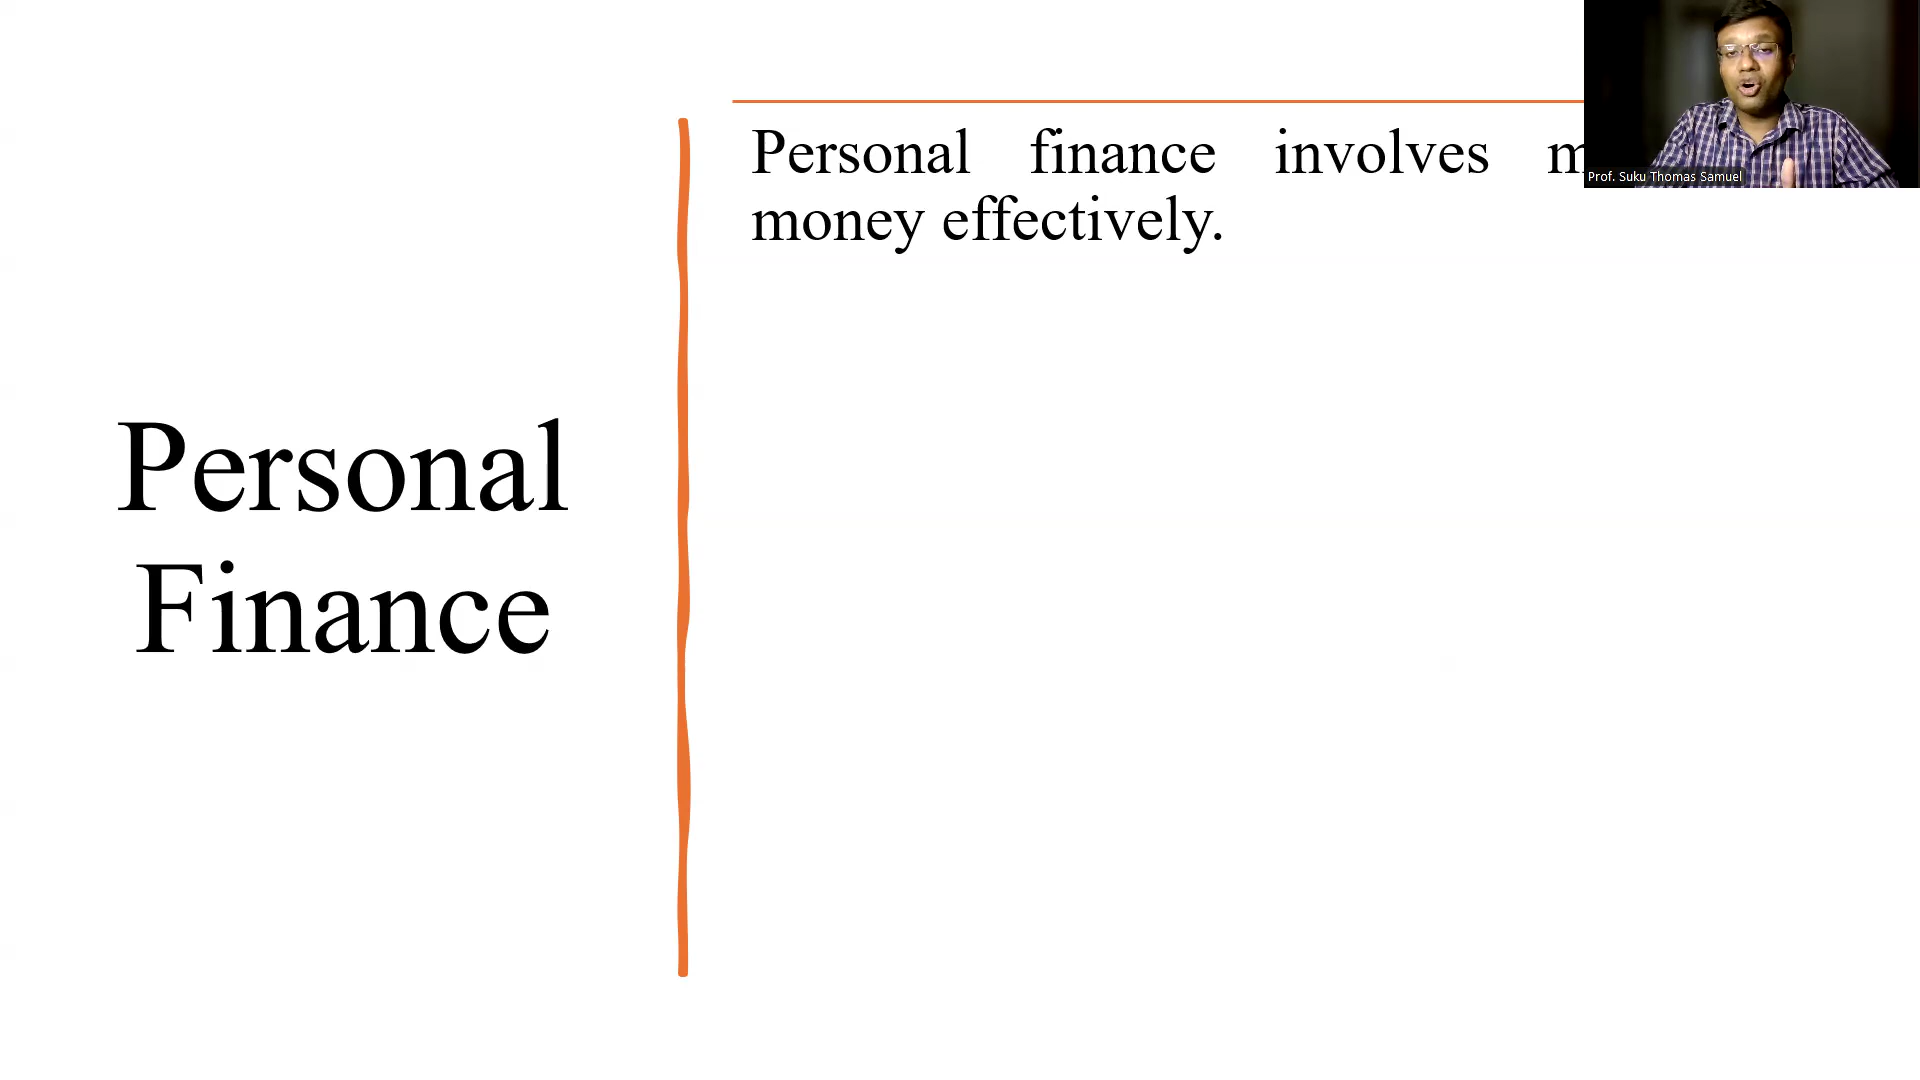 Personal
Finance
Personal finance involves
money effectively.
Prof. Suku Thomas Samuel